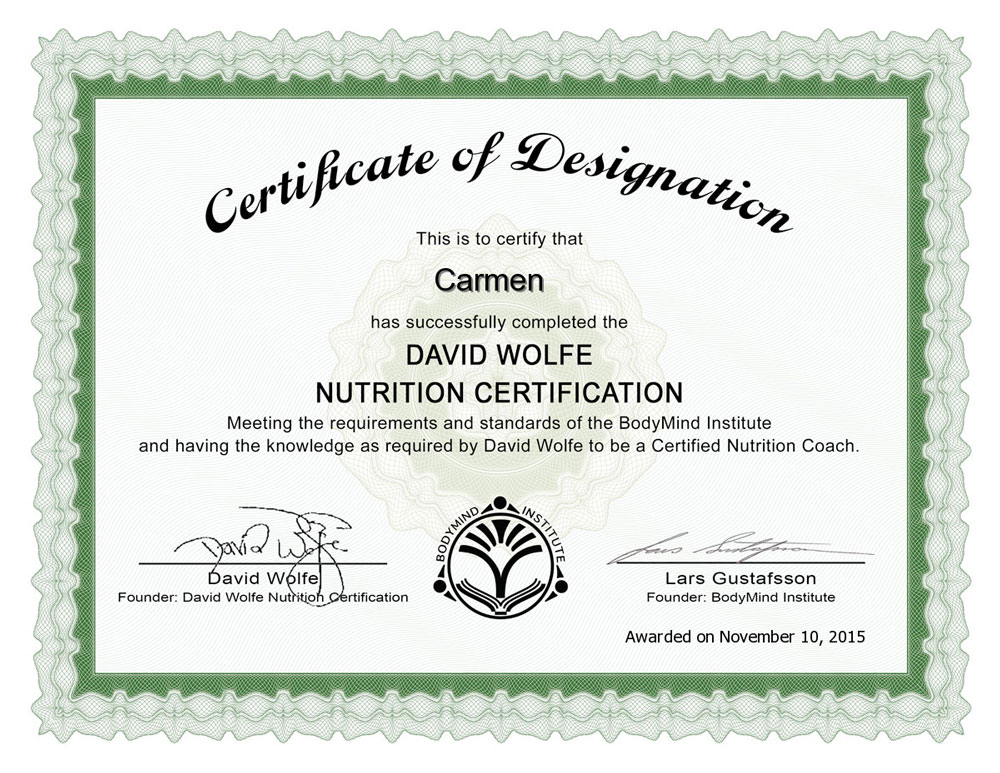 Certificate of Designation
This is to certify that
Carmen
has successfully completed the
DAVID WOLFE
NUTRITION CERTIFICATION
Meeting the requirements and standards of the BodyMind Institute
and having the knowledge as required by David Wolfe to be a Certified Nutrition Coach.
David Wolfe
BODYMIND INSTITUTE
Lars Gustafsson
David Wolfe
Founder: David Wolfe Nutrition Certification
Lars Gustafsson
Founder: BodyMind Institute
Awarded on November 10, 2015